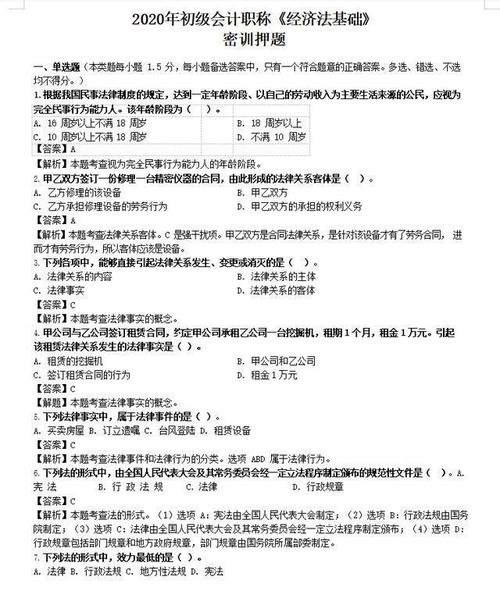 2020年初级会计职称《经济法基础》
密训押题
一、单选题（本类题每小题 1.5 分，每小题备选答案中，只有一个符合题意的正确答案。多选、错选、不选
均不得分。）
1.根据我国民事法律制度的规定，达到一定年龄阶段、以自己的劳动收入为主要生活来源的公民，应视为
完全民事行为能力人。该年龄阶段为（ ）。
A. 16 周岁以上不满 18 周岁 B. 18 周岁以上
C. 10 周岁以上不满 18 周岁 D. 不满 10 周岁
【答案】A
【解析】本题考查视为完全民事行为能力人的年龄阶段。
2. 甲乙双方签订一份修理一台精密仪器的合同，由此形成的法律关系客体是（ ）。
A. 乙方修理的该设备 B. 甲乙双方
C. 乙方承担修理设备的劳务行为 D. 甲乙双方的承担的权利义务
【答案】A
【解析】本题考查法律关系客体。C 是强干扰项。甲乙双方是合同法律关系，是针对该设备才有了劳务合同， 进
而才有劳务行为，所以客体应该是设备。
3. 下列各项中，能够直接引起法律关系发生、变更或消灭的是（ ）。
A. 法律关系的内容 B. 法律关系的主体
C. 法律事实 D. 法律关系的客体
【答案】C
【解析】本题考查法律事实的概念。
4. 甲公司与乙公司签订租赁合同，约定甲公司承租乙公司一台挖掘机，租期 1 个月，租金 1 万元。引起
该租赁法律关系发生的法律事实是（ ）。
A. 租赁的挖掘机 B. 甲公司和乙公司
C. 签订租赁合同的行为 D. 租金 1 万元
【答案】C
【解题】本题考查法律事实的概念。
5. 下列法律事实中，属于法律事件的是（ ）。
A. 买卖房屋 B. 订立遗嘱 C. 台风登陆 D. 租赁设备
【答案】C
【解析】本题考查法律事件和法律行为的分类。选项 ABD 属于法律行为。
6. 下列法的形式中，由全国人民代表大会及其常务委员会经一定立法程序制定颁布的规范性文件是（ ）。A.
宪 法 B. 行 政 法 规 C. 法律 D. 行政规章
【答案】C
【解析】本题考查法的形式。（1）选项 A：宪法由全国人民代表大会制定；（2）选项 B：行政法规由国务
院制定；（3）选项 C：法律由全国人民代表大会及其常务委员会经一定立法程序制定颁布；（4）选项 D：
行政规章包括部门规章和地方政府规章，部门规章由国务院所属部委制定。
7. 下列法的形式中，效力最低的是（ ）。
A. 法律 B. 行政法规 C. 地方性法规 D. 宪法